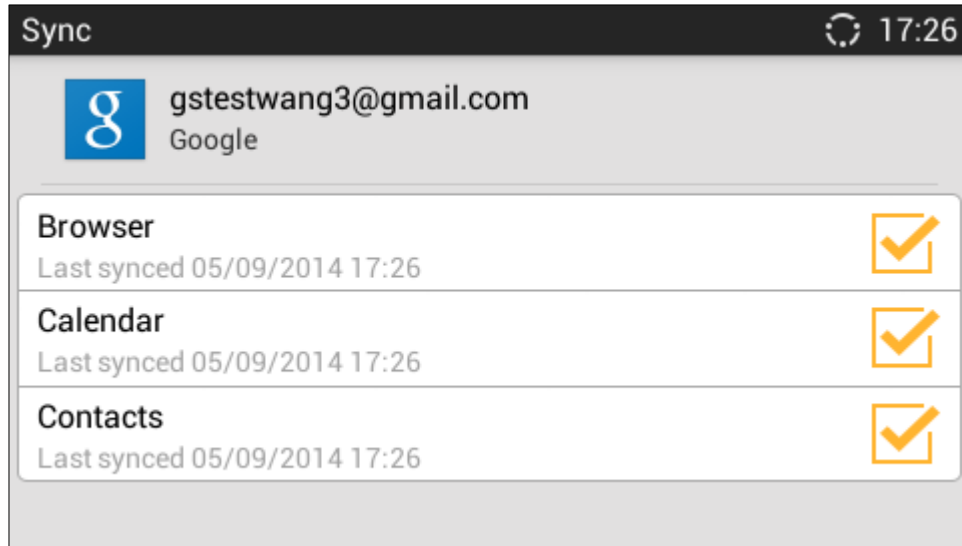 Sync 17:26
g
gstestwang3@gmail.com
Google
Browser
Last synced 05/09/2014 17:26
Calendar
Last synced 05/09/2014 17:26
Contacts
Last synced 05/09/2014 17:26